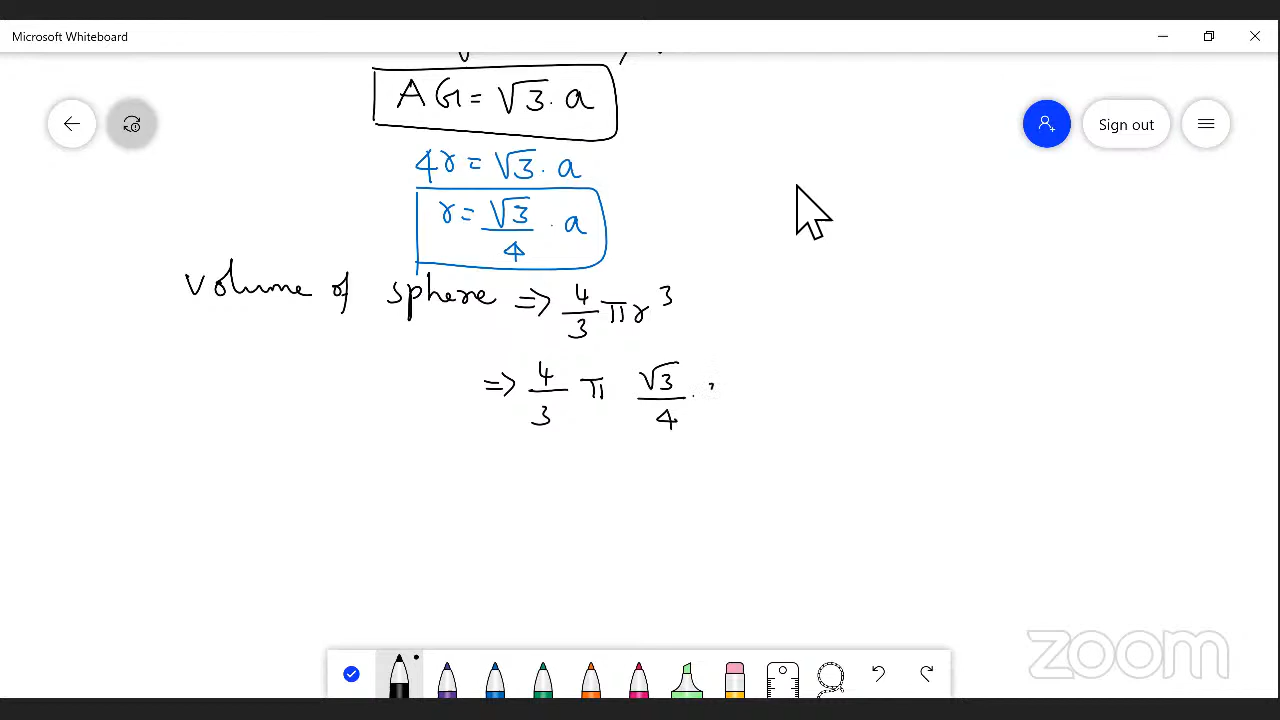 Microsoft Whiteboard
AG = √3 · a
Sign out
4r = √3 · a
r = √3/4 · a
Volume of sphere => 4/3 πr³
=> 4/3 π √3/4 ·
zoom